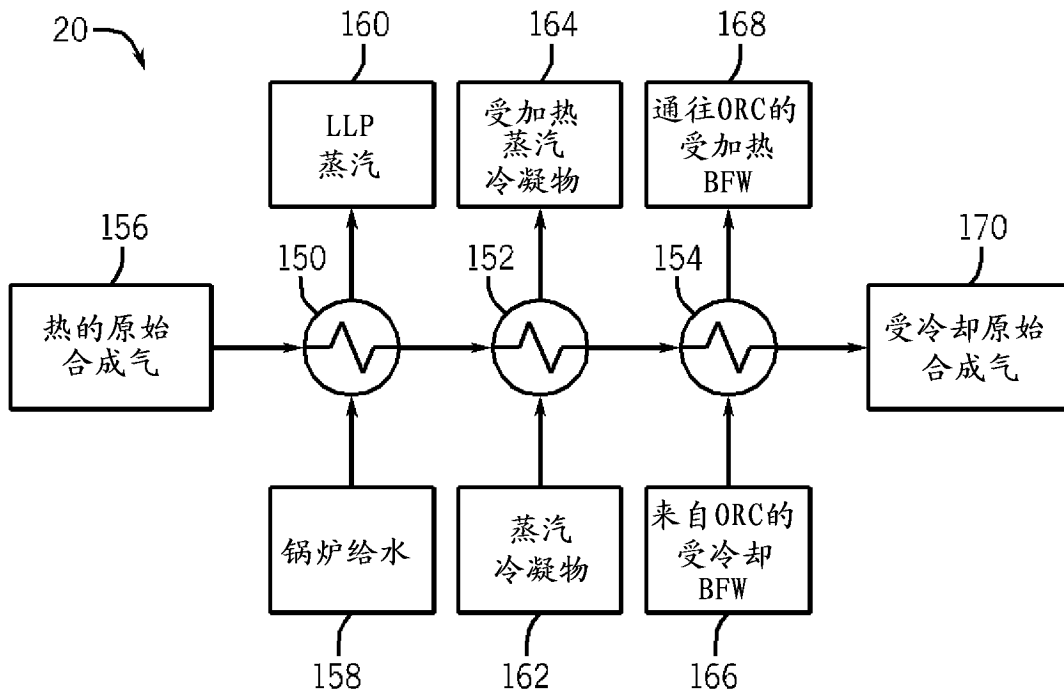 20
160
164
168
LLP
蒸汽
受加热
蒸汽
冷凝物
通往ORC的
受加热
BFW
156
150
152
154
170
热的原始
合成气
受冷却原始
合成气
锅炉给水
蒸汽
冷凝物
来自ORC的
受冷却
BFW
158
162
166